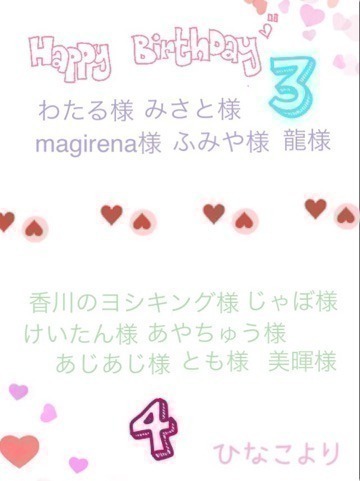 Happy Birthday
3
わたる様 みさと様
magirena様 ふみや様 龍様
香川のヨシキング様 じゃぼ様
けいたん様 あやちゅう様
あじあじ様 とも様 美暉様
4
ひなこより